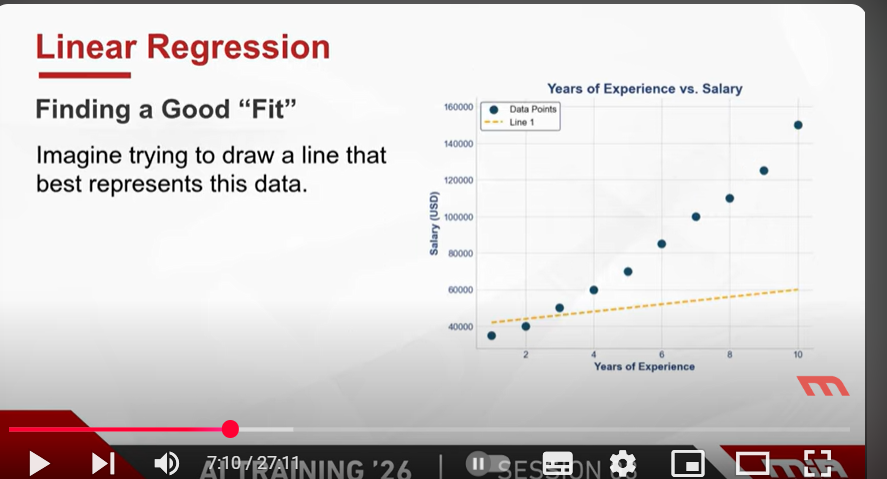 Linear Regression
Finding a Good “Fit”
Imagine trying to draw a line that
best represents this data.
Years of Experience vs. Salary
Data Points
Line 1
Salary (USD)
160000
140000
120000
100000
80000
60000
40000
2 4 6 8 10
Years of Experience
7:10 / 27:11
AI TRAINING ’26 | SESSION